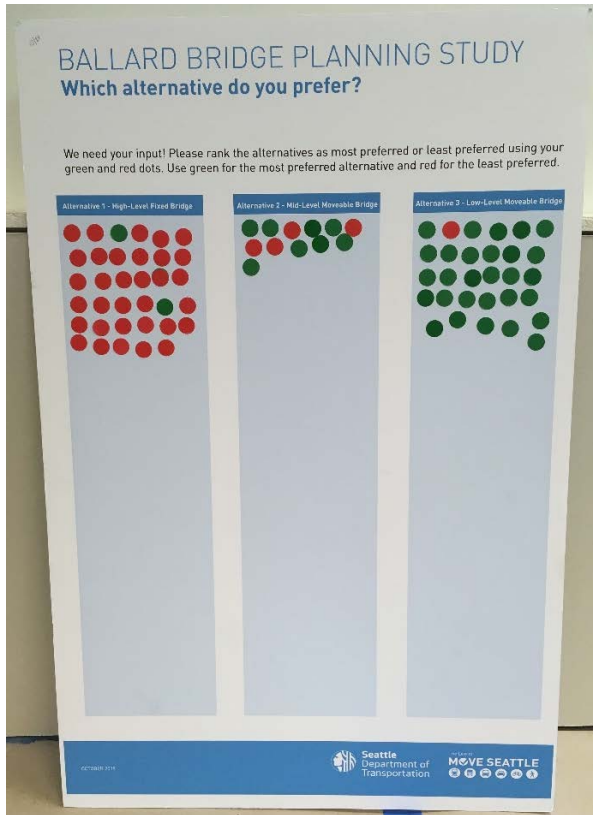 BALLARD BRIDGE PLANNING STUDY
Which alternative do you prefer?
We need your input! Please rank the alternatives as most preferred or least preferred using your
green and red dots. Use green for the most preferred alternative and red for the least preferred.
Alternative 1 - High-Level Fixed Bridge
Alternative 2 - Mid-Level Moveable Bridge
Alternative 3 - Low-Level Moveable Bridge
OCTOBER
Seattle
Department of
Transportation
MOVE SEATTLE